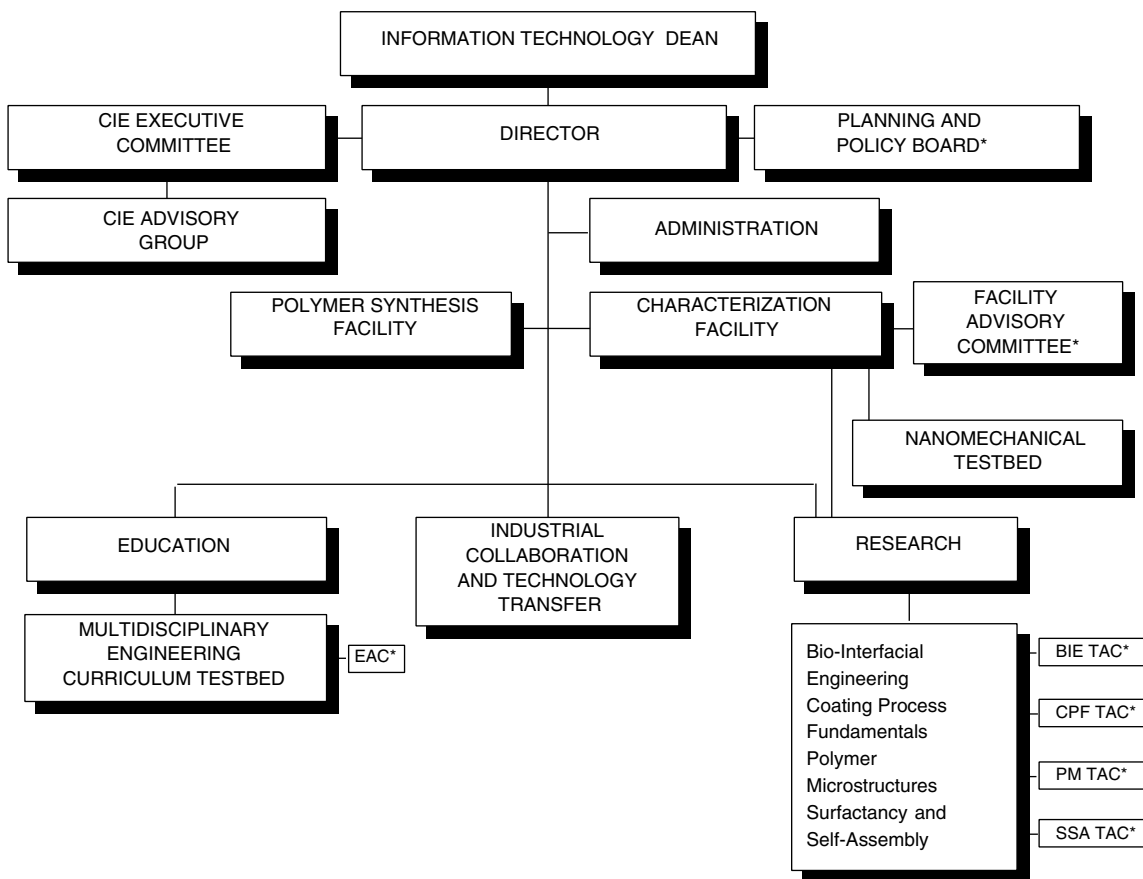 INFORMATION TECHNOLOGY DEAN
CIE EXECUTIVE
COMMITTEE
DIRECTOR
PLANNING AND
POLICY BOARD*
CIE ADVISORY
GROUP
ADMINISTRATION
POLYMER SYNTHESIS
FACILITY
CHARACTERIZATION
FACILITY
FACILITY
ADVISORY
COMMITTEE*
NANOMECHANICAL
TESTBED
EDUCATION
INDUSTRIAL
COLLABORATION
AND TECHNOLOGY
TRANSFER
RESEARCH
MULTIDISCIPLINARY
ENGINEERING
CURRICULUM TESTBED
EAC*
Bio-Interfacial
Engineering
Coating Process
Fundamentals
Polymer
Microstructures
Surfactancy and
Self-Assembly
BIE TAC*
CPF TAC*
PM TAC*
SSA TAC*